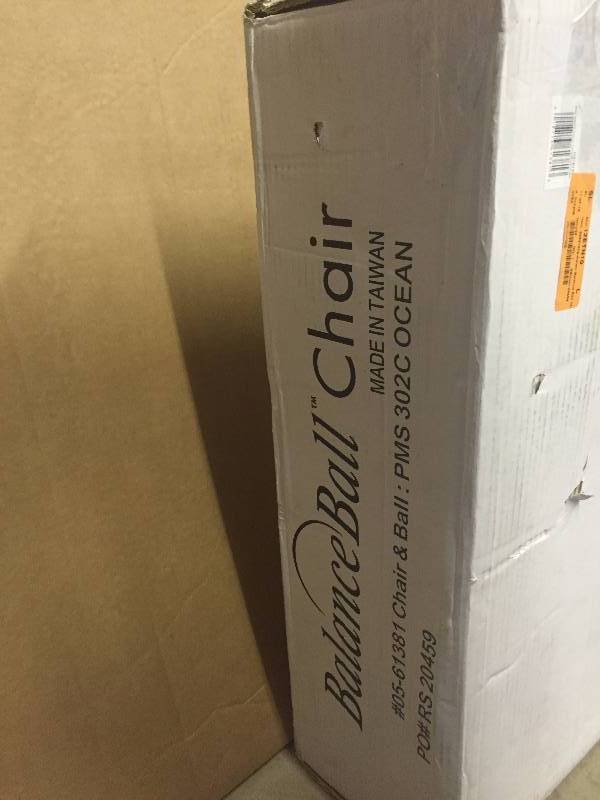 BalanceBall™ Chair
MADE IN TAIWAN
#05-61381 Chair & Ball : PMS 302C OCEAN
PO# RS 20459